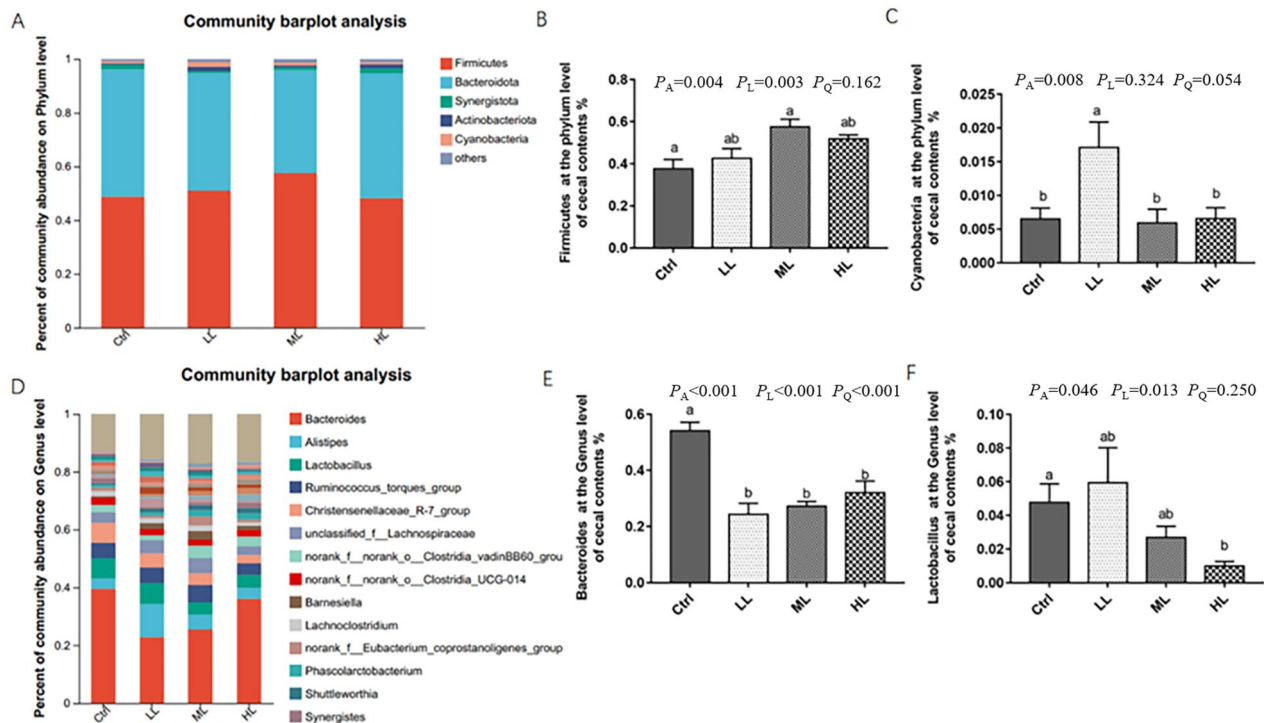 A
Community barplot analysis
Percent of community abundance on Phylum level
1
0.8
0.6
0.4
0.2
0
Ctrl
LL
ML
HL
Firmicutes
Bacteroidota
Synergistota
Actinobacteriota
Cyanobacteria
others
B
PA=0.004 PL=0.003 PQ=0.162
Firmicutes at the phylum level
of cecal contents %
0.8
0.6
0.4
0.2
0.0
a
ab
a
ab
Ctrl
LL
ML
HL
C
PA=0.008 PL=0.324 PQ=0.054
Cyanobacteria at the phylum level
of cecal contents %
0.025
0.020
0.015
0.010
0.005
0.000
b
a
b
b
Ctrl
LL
ML
HL
D
Community barplot analysis
Percent of community abundance on Genus level
1
0.8
0.6
0.4
0.2
0
Ctrl
LL
ML
HL
Bacteroides
Alistipes
Lactobacillus
Ruminococcus_torques_group
Christensenellaceae_R-7_group
unclassified_f__Lachnospiraceae
norank_f__norank_o__Clostridia_vadinBB60_grou
norank_f__norank_o__Clostridia_UCG-014
Barnesiella
Lachnoclostridium
norank_f__Eubacterium_coprostanoligenes_group
Phascolarctobacterium
Shuttleworthia
Synergistes
E
PA<0.001 PL<0.001 PQ<0.001
Bacteroides at the Genus level
of cecal contents %
0.6
0.4
0.2
0.0
a
b
b
b
Ctrl
LL
ML
HL
F
PA=0.046 PL=0.013 PQ=0.250
Lactobacillus at the Genus level
of cecal contents %
0.10
0.08
0.06
0.04
0.02
0.00
a
ab
ab
b
Ctrl
LL
ML
HL